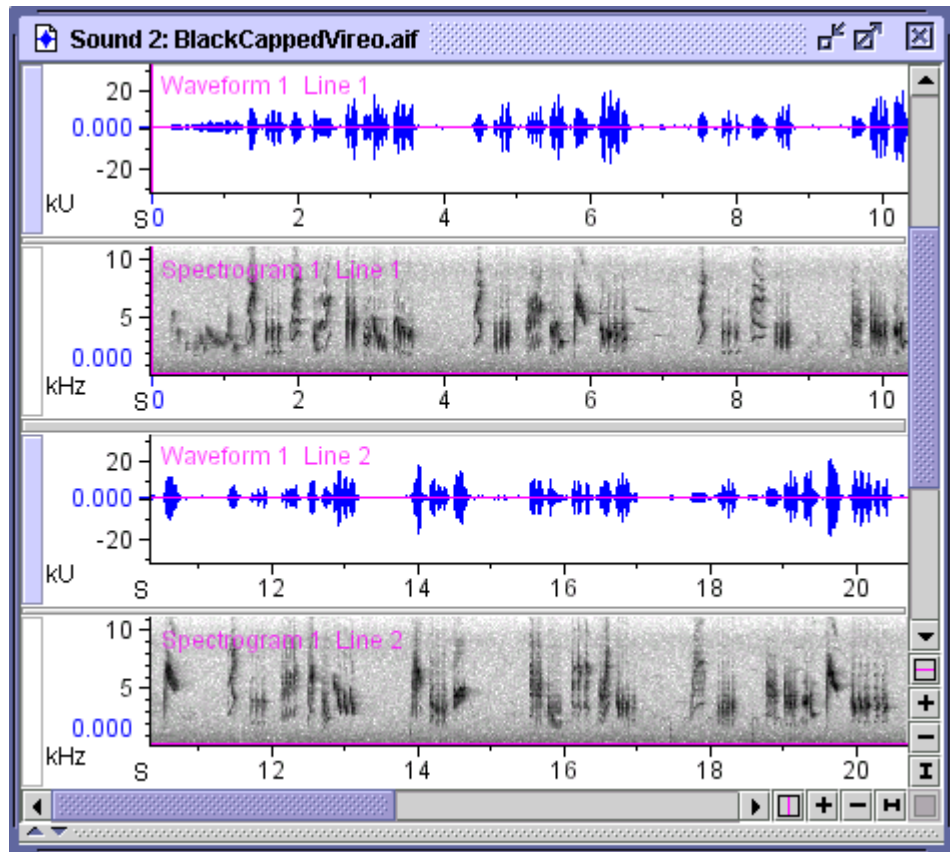 Sound 2: BlackCappedVireo.aif
Waveform 1 Line 1
20
0.000
-20
kU
S 0 2 4 6 8 10
Spectrogram 1 Line 1
10
5
0.000
kHz
S 0 2 4 6 8 10
Waveform 1 Line 2
20
0.000
-20
kU
S 12 14 16 18 20
Spectrogram 1 Line 2
10
5
0.000
kHz
S 12 14 16 18 20